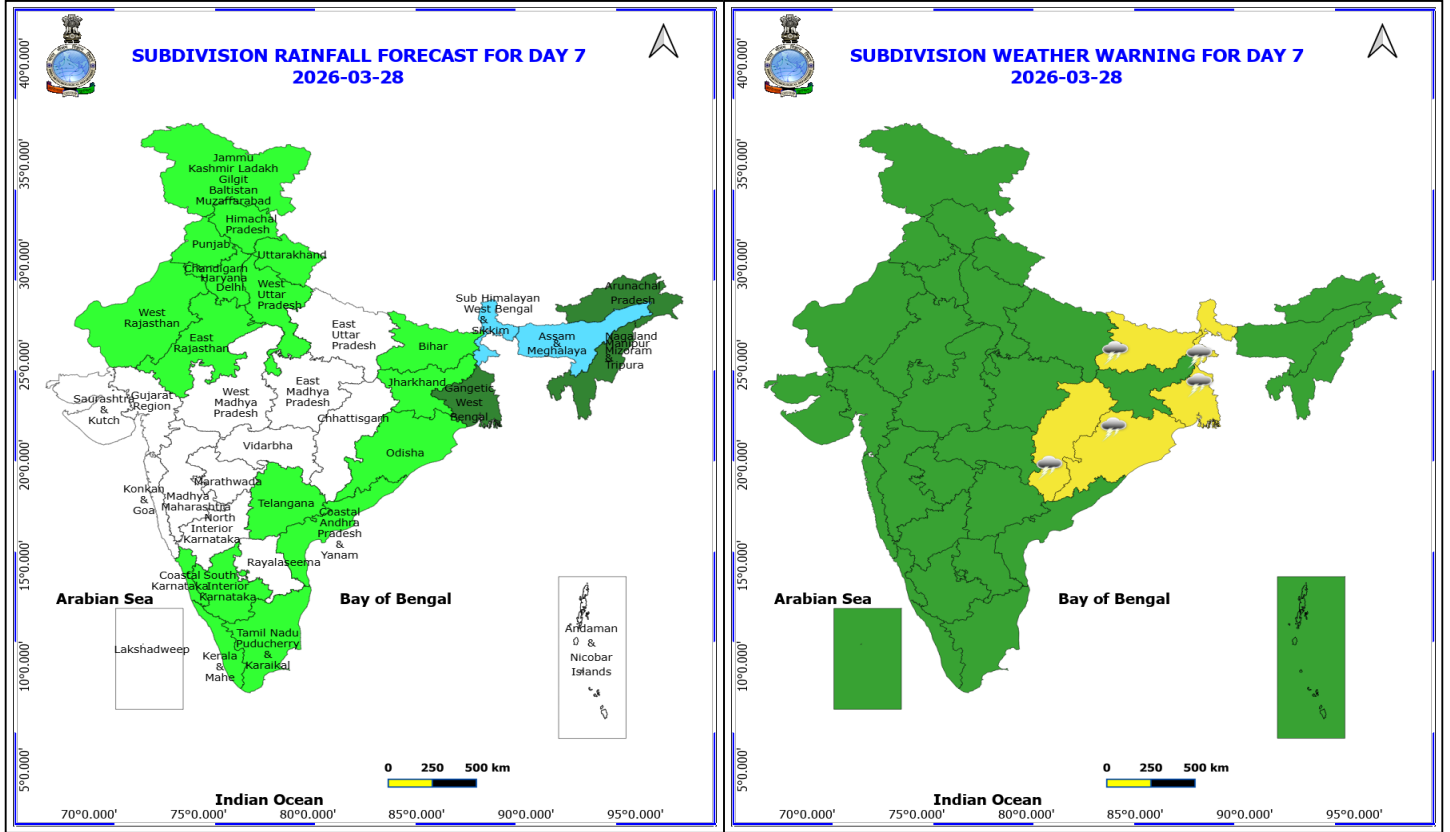 SUBDIVISION RAINFALL FORECAST FOR DAY 7
2026-03-28
40°0.000'
35°0.000'
30°0.000'
25°0.000'
20°0.000'
15°0.000'
10°0.000'
5°0.000'
Jammu
Kashmir Ladakh
Gilgit
Baltistan
Muzaffarabad
Himachal
Pradesh
Punjab
Uttarakhand
Chandigarh
Haryana
Delhi
West
Uttar
Pradesh
West
Rajasthan
East
Rajasthan
East
Uttar
Pradesh
Bihar
Sub Himalayan
West Bengal
&
Sikkim
Arunachal
Pradesh
Assam
&
Meghalaya
Nagaland
Manipur
Mizoram
&
Tripura
Jharkhand
Gangetic
West
Bengal
Saurashtra
&
Kutch
Gujarat
Region
West
Madhya
Pradesh
East
Madhya
Pradesh
Chhattisgarh
Vidarbha
Odisha
Konkan
&
Goa
Madhya
Maharashtra
Marathwada
Telangana
North
Interior
Karnataka
Coastal
Andhra
Pradesh
&
Yanam
Rayalaseema
Coastal
Karnataka
South
Interior
Karnataka
Tamil Nadu
Puducherry
&
Karaikal
Kerala
&
Mahe
Lakshadweep
Andaman
&
Nicobar
Islands
Arabian Sea
Bay of Bengal
Indian Ocean
0 250 500 km
70°0.000' 75°0.000' 80°0.000' 85°0.000' 90°0.000' 95°0.000'
SUBDIVISION WEATHER WARNING FOR DAY 7
2026-03-28
40°0.000'
35°0.000'
30°0.000'
25°0.000'
20°0.000'
15°0.000'
10°0.000'
5°0.000'
Arabian Sea
Bay of Bengal
Indian Ocean
0 250 500 km
70°0.000' 75°0.000' 80°0.000' 85°0.000' 90°0.000' 95°0.000'